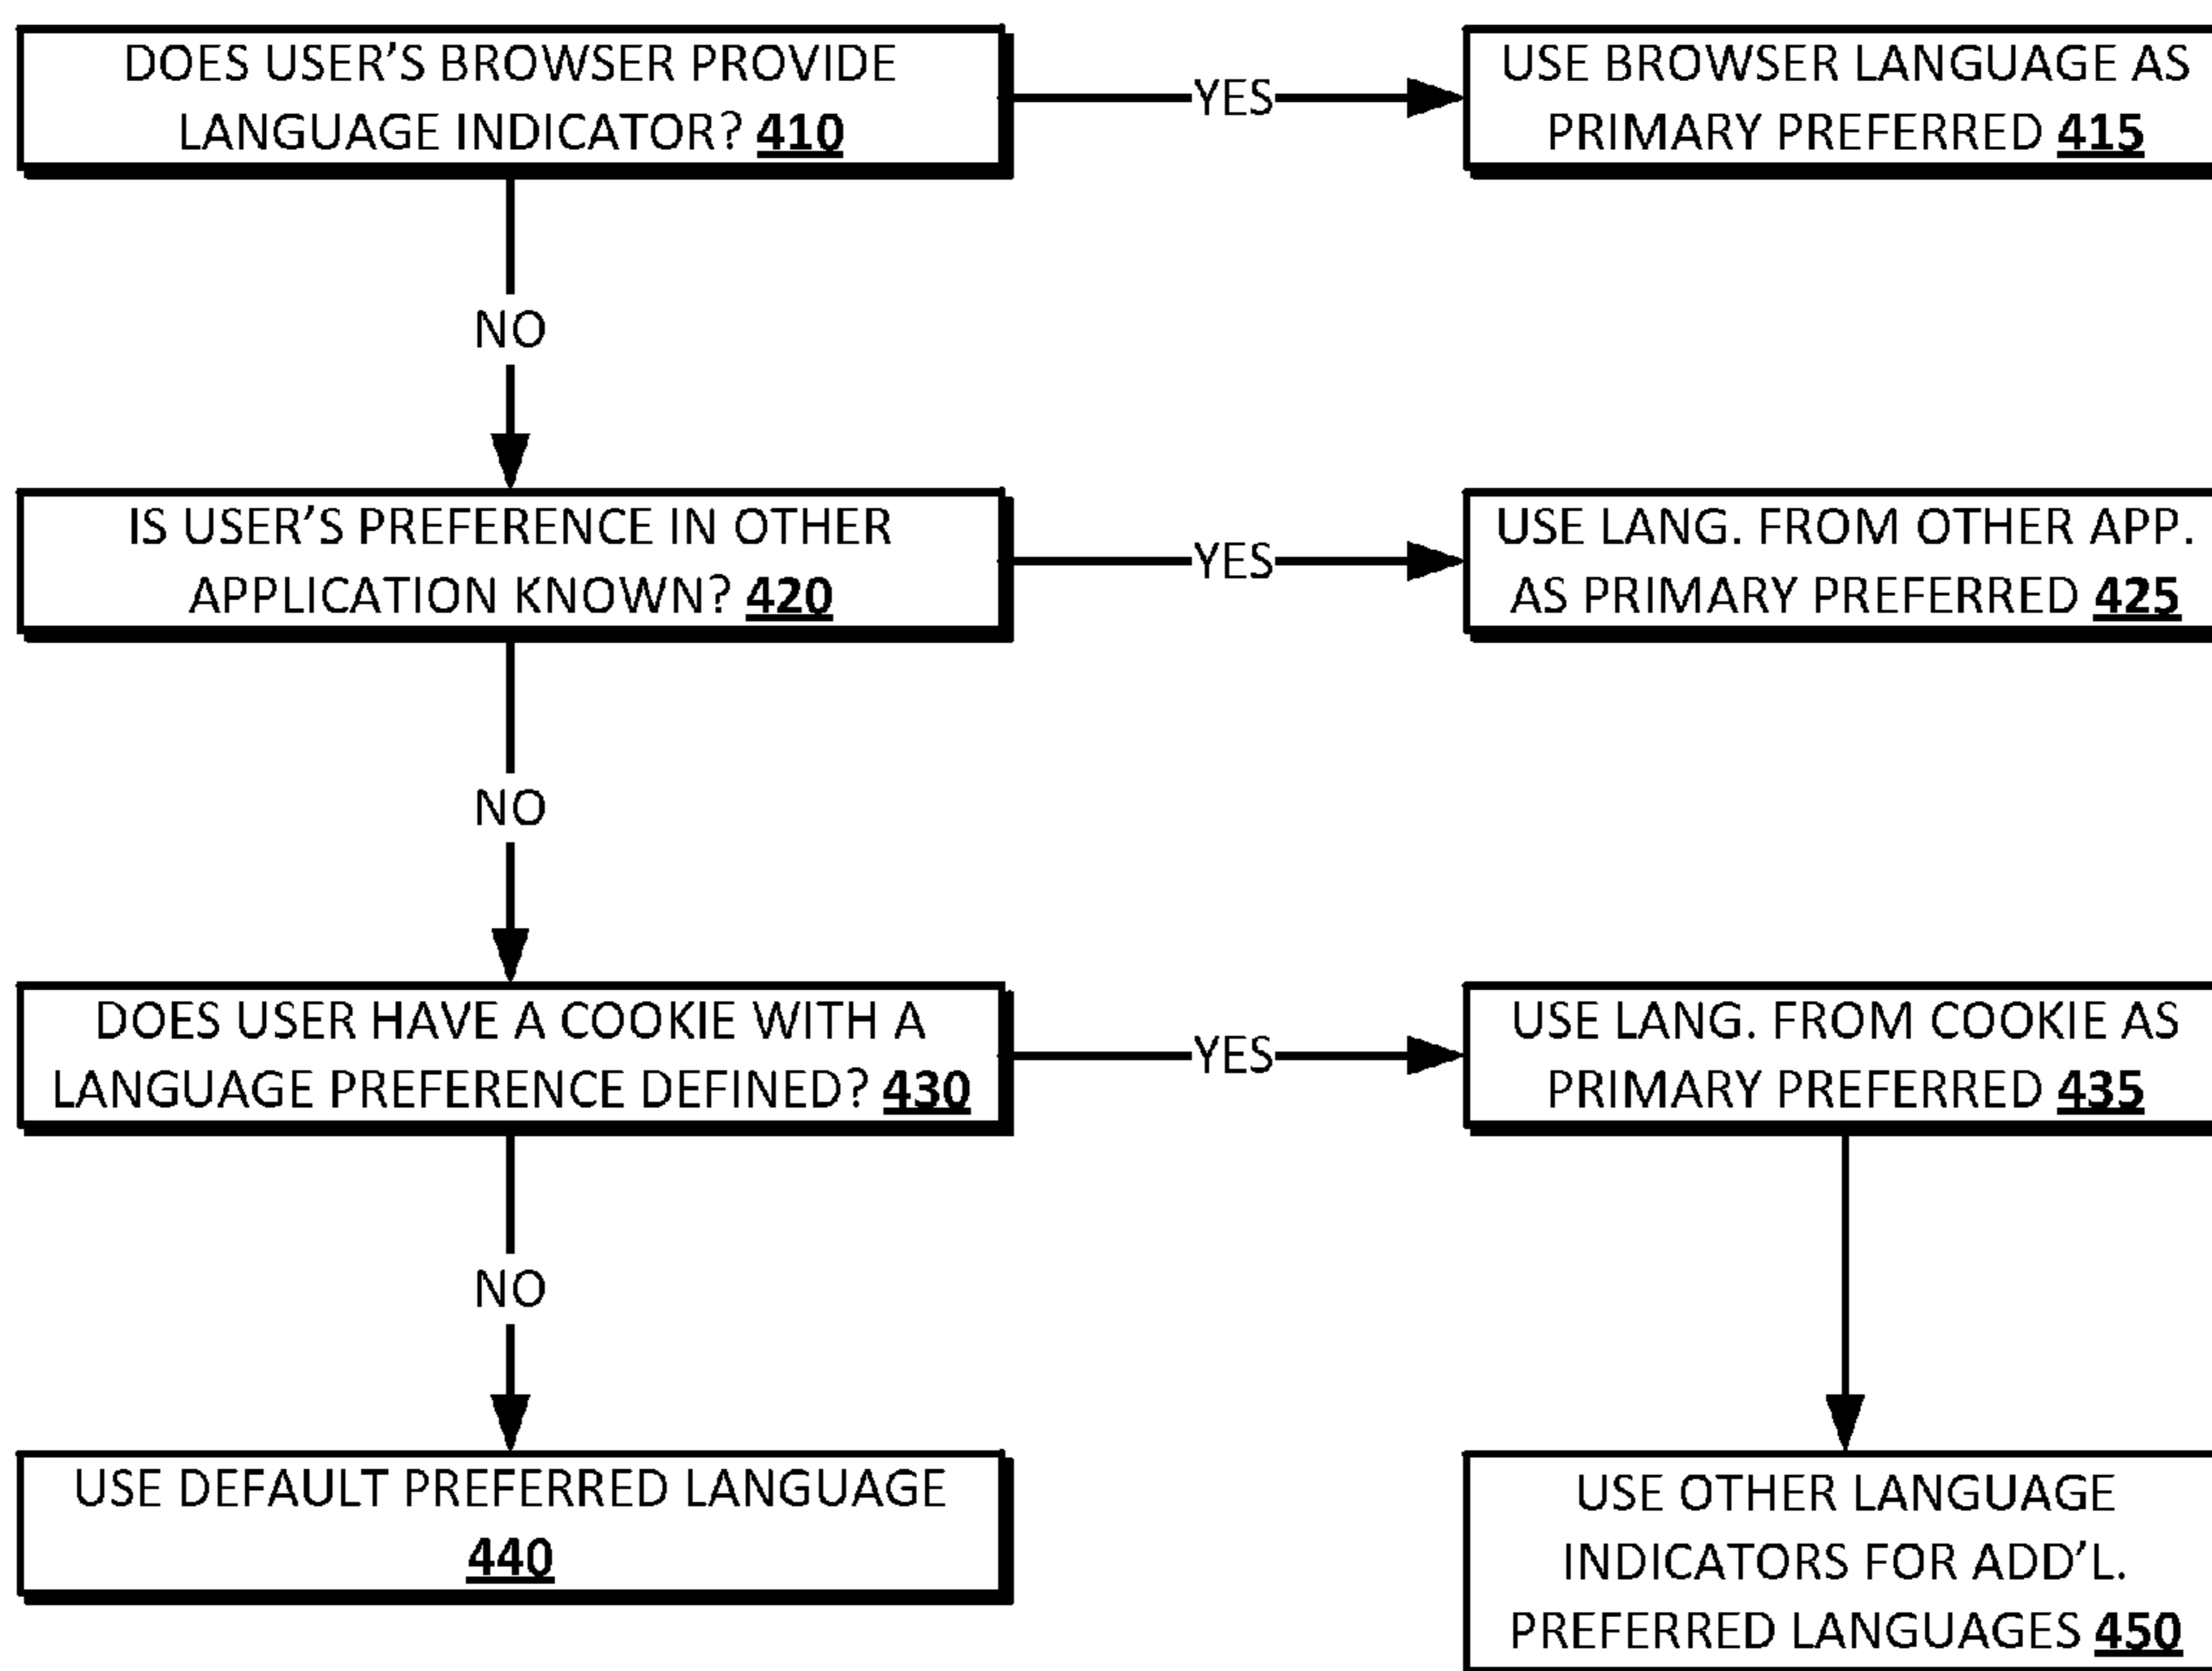 DOES USER'S BROWSER PROVIDE
LANGUAGE INDICATOR? 410
YES
USE BROWSER LANGUAGE AS
PRIMARY PREFERRED 415
NO
IS USER'S PREFERENCE IN OTHER
APPLICATION KNOWN? 420
YES
USE LANG. FROM OTHER APP.
AS PRIMARY PREFERRED 425
NO
DOES USER HAVE A COOKIE WITH A
LANGUAGE PREFERENCE DEFINED? 430
YES
USE LANG. FROM COOKIE AS
PRIMARY PREFERRED 435
NO
USE DEFAULT PREFERRED LANGUAGE
440
USE OTHER LANGUAGE
INDICATORS FOR ADD'L.
PREFERRED LANGUAGES 450